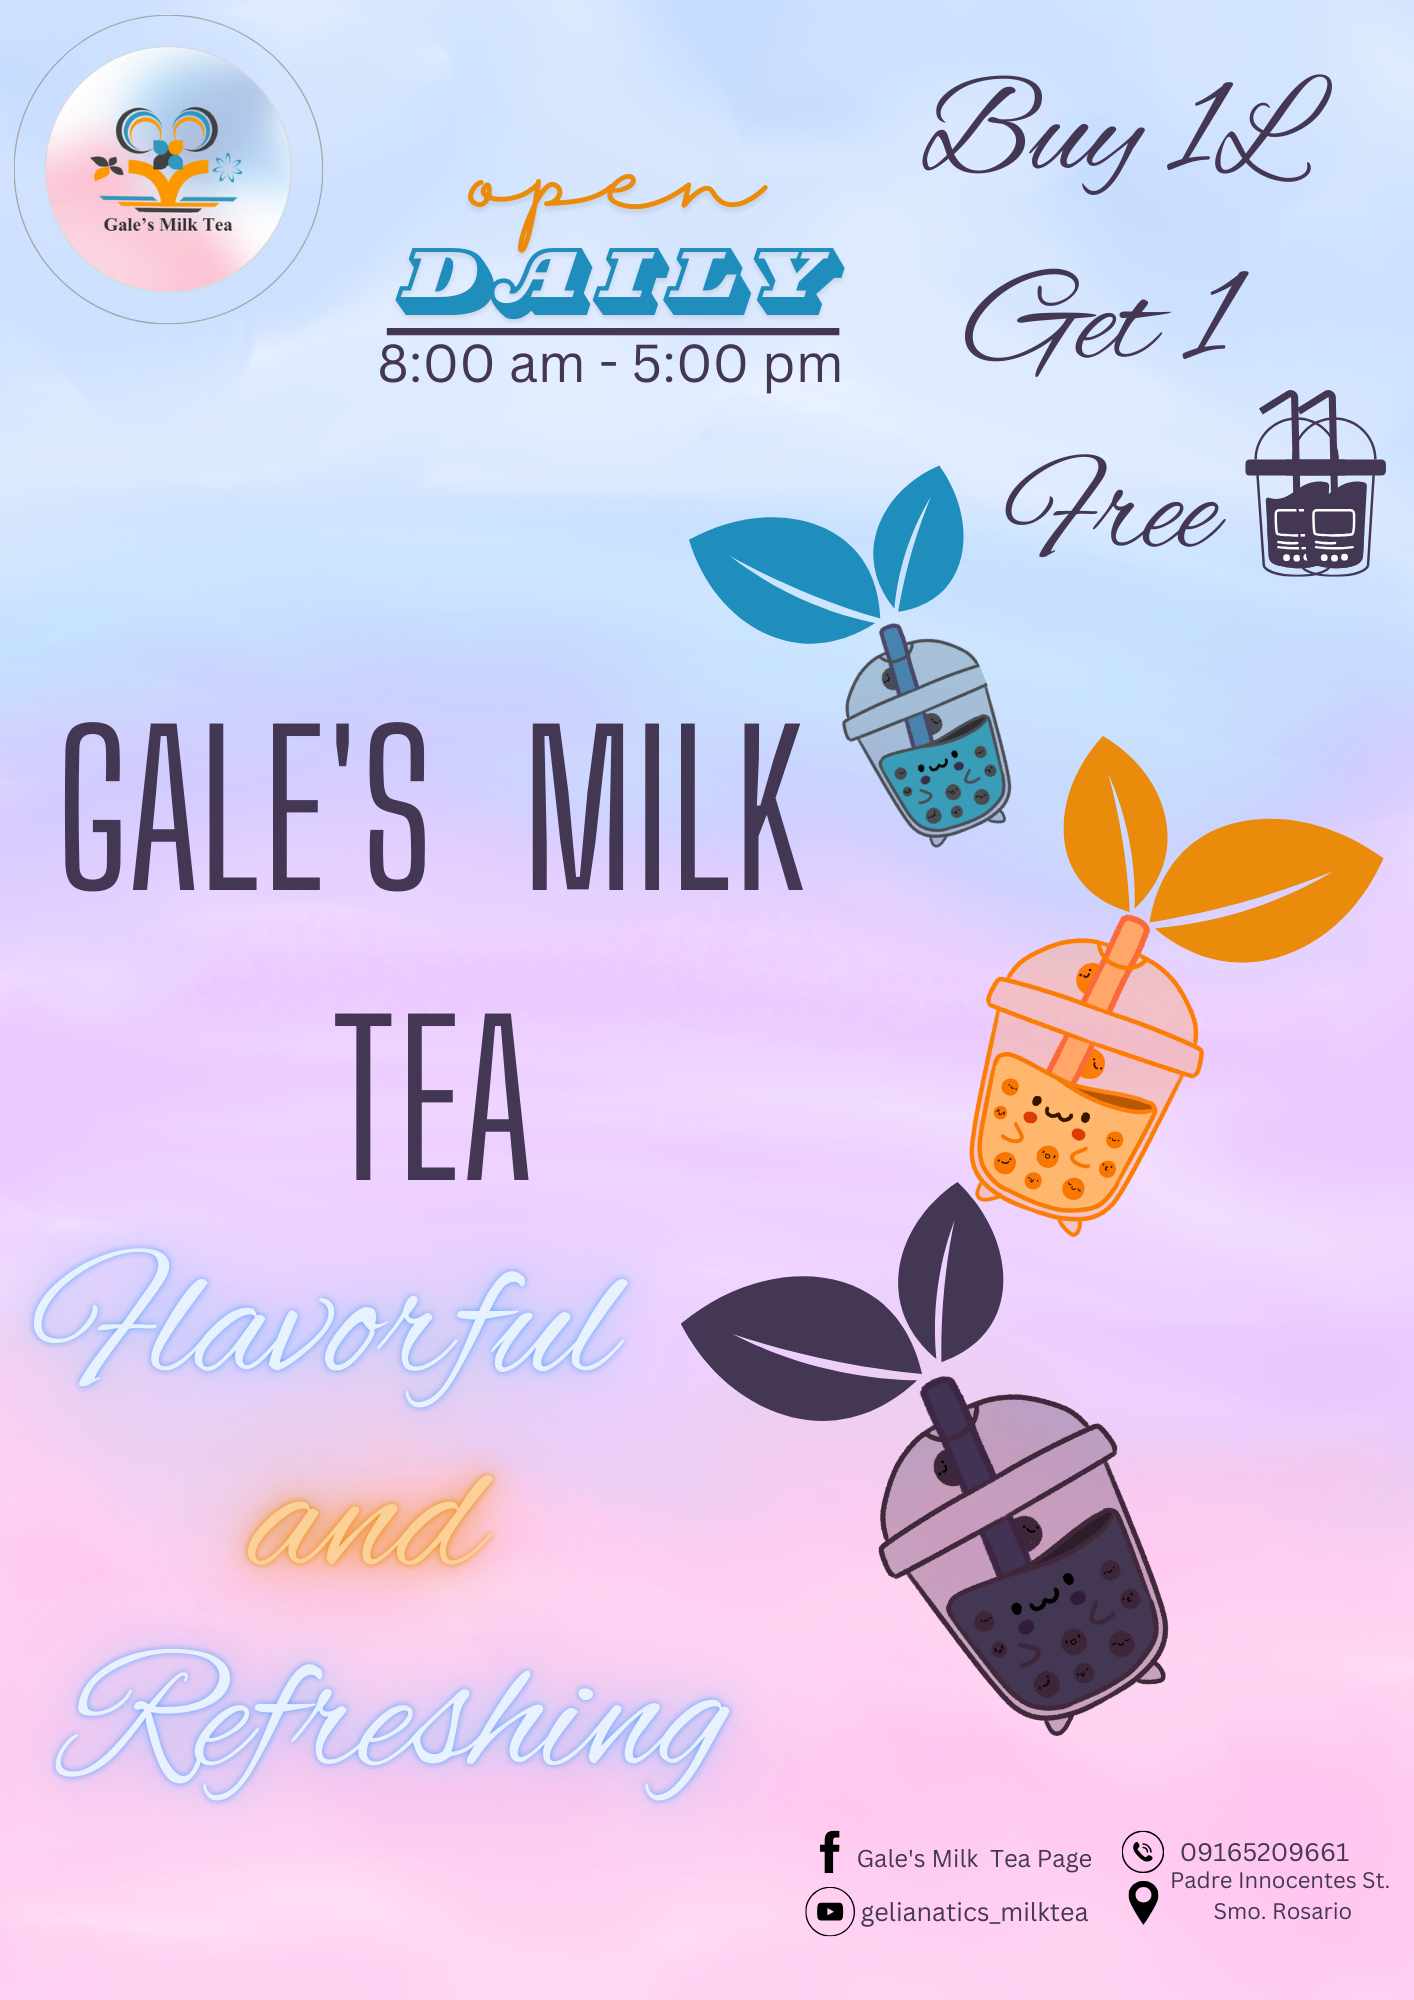 Gale's Milk Tea
open
DAILY
8:00 am - 5:00 pm
Buy 1L
Get 1
Free
GALE'S MILK
TEA
Flavorful
and
Refreshing
Gale's Milk Tea Page
gelianatics_milktea
09165209661
Padre Innocentes St.
Smo. Rosario